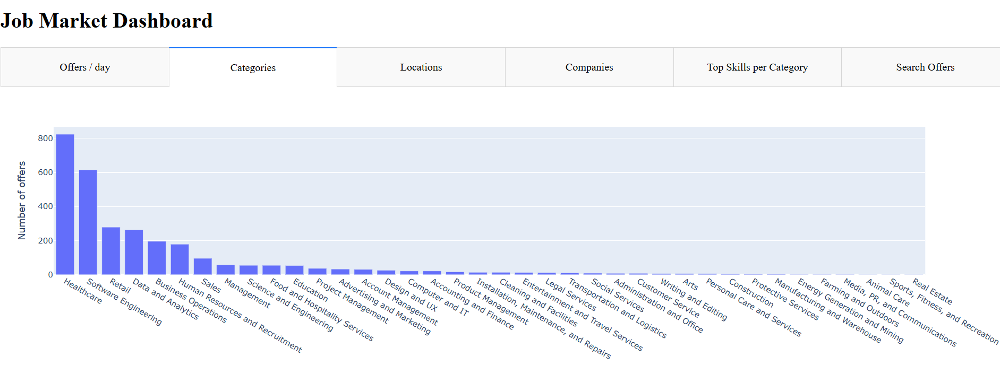 Job Market Dashboard
Offers / day
Categories
Locations
Companies
Top Skills per Category
Search Offers
Number of offers
800
600
400
200
0
Healthcare
Software Engineering
Retail
Data and Analytics
Business Operations
Human Resources and Recruitment
Sales
Management
Science and Engineering
Food and Hospitality Services
Education
Project Management
Advertising and Marketing
Account Management
Design and UX
Computer and IT
Accounting and Finance
Product Management
Installation, Maintenance, and Repairs
Cleaning and Facilities
Entertainment and Travel Services
Legal Services
Transportation and Logistics
Social Services
Administration and Office
Customer Service
Writing and Editing
Arts
Personal Care and Services
Construction
Protective Services
Manufacturing and Warehouse
Energy Generation and Mining
Farming and Outdoors
Media, PR, and Communications
Animal Care
Sports, Fitness, and Recreation
Real Estate